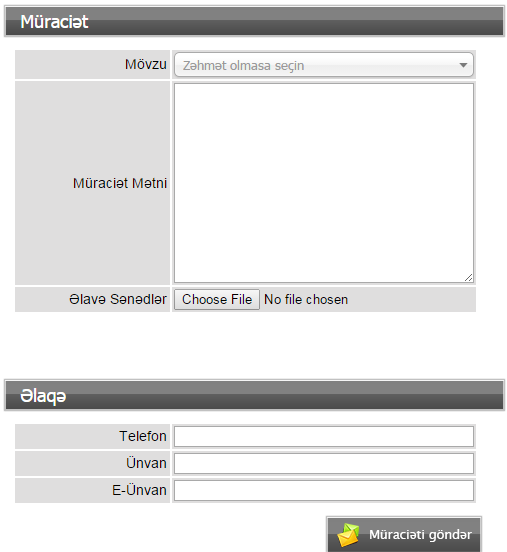 Müraciət
Mövzu Zəhmət olmasa seçin
Müraciət Mətni
Əlavə Sənədlər Choose File No file chosen
Əlaqə
Telefon
Ünvan
E-Ünvan
Müraciəti göndər